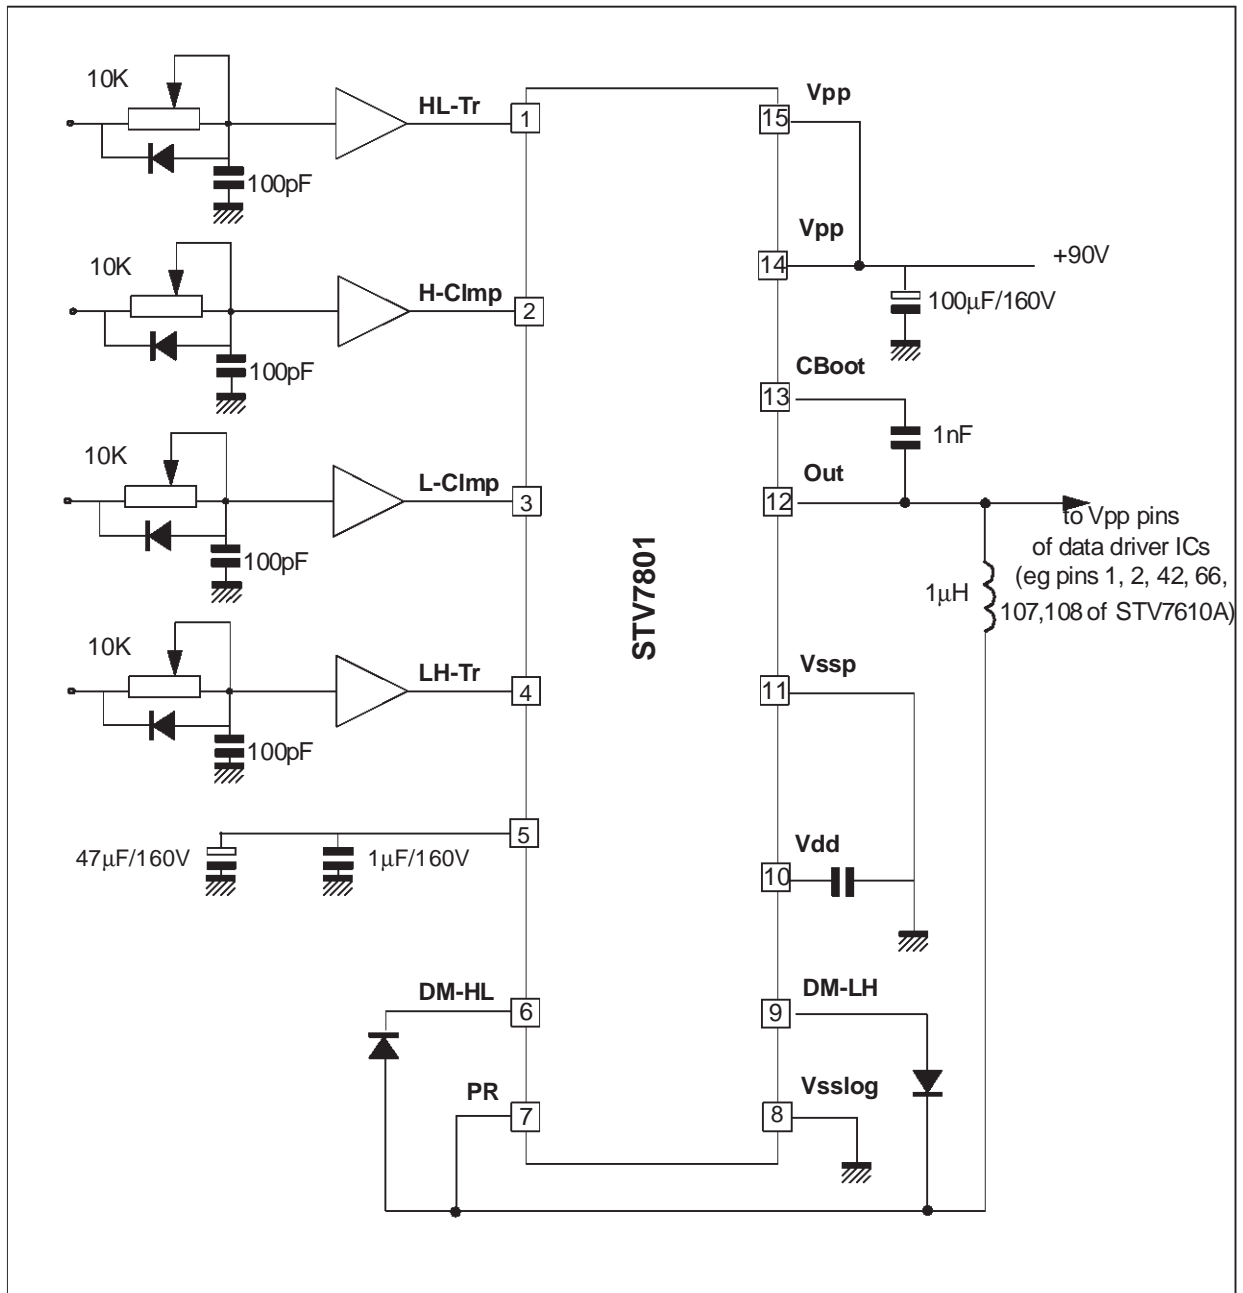 10K
HL-Tr
1
100pF
10K
H-Clmp
2
100pF
10K
L-Clmp
3
100pF
10K
LH-Tr
4
100pF
47µF/160V
1µF/160V
5
DM-HL
6
PR
7
STV7801
Vpp
15
Vpp
14
+90V
100µF/160V
CBoot
13
1nF
Out
12
to Vpp pins
of data driver ICs
(eg pins 1, 2, 42, 66,
107,108 of STV7610A)
1µH
Vssp
11
Vdd
10
DM-LH
9
Vsslog
8